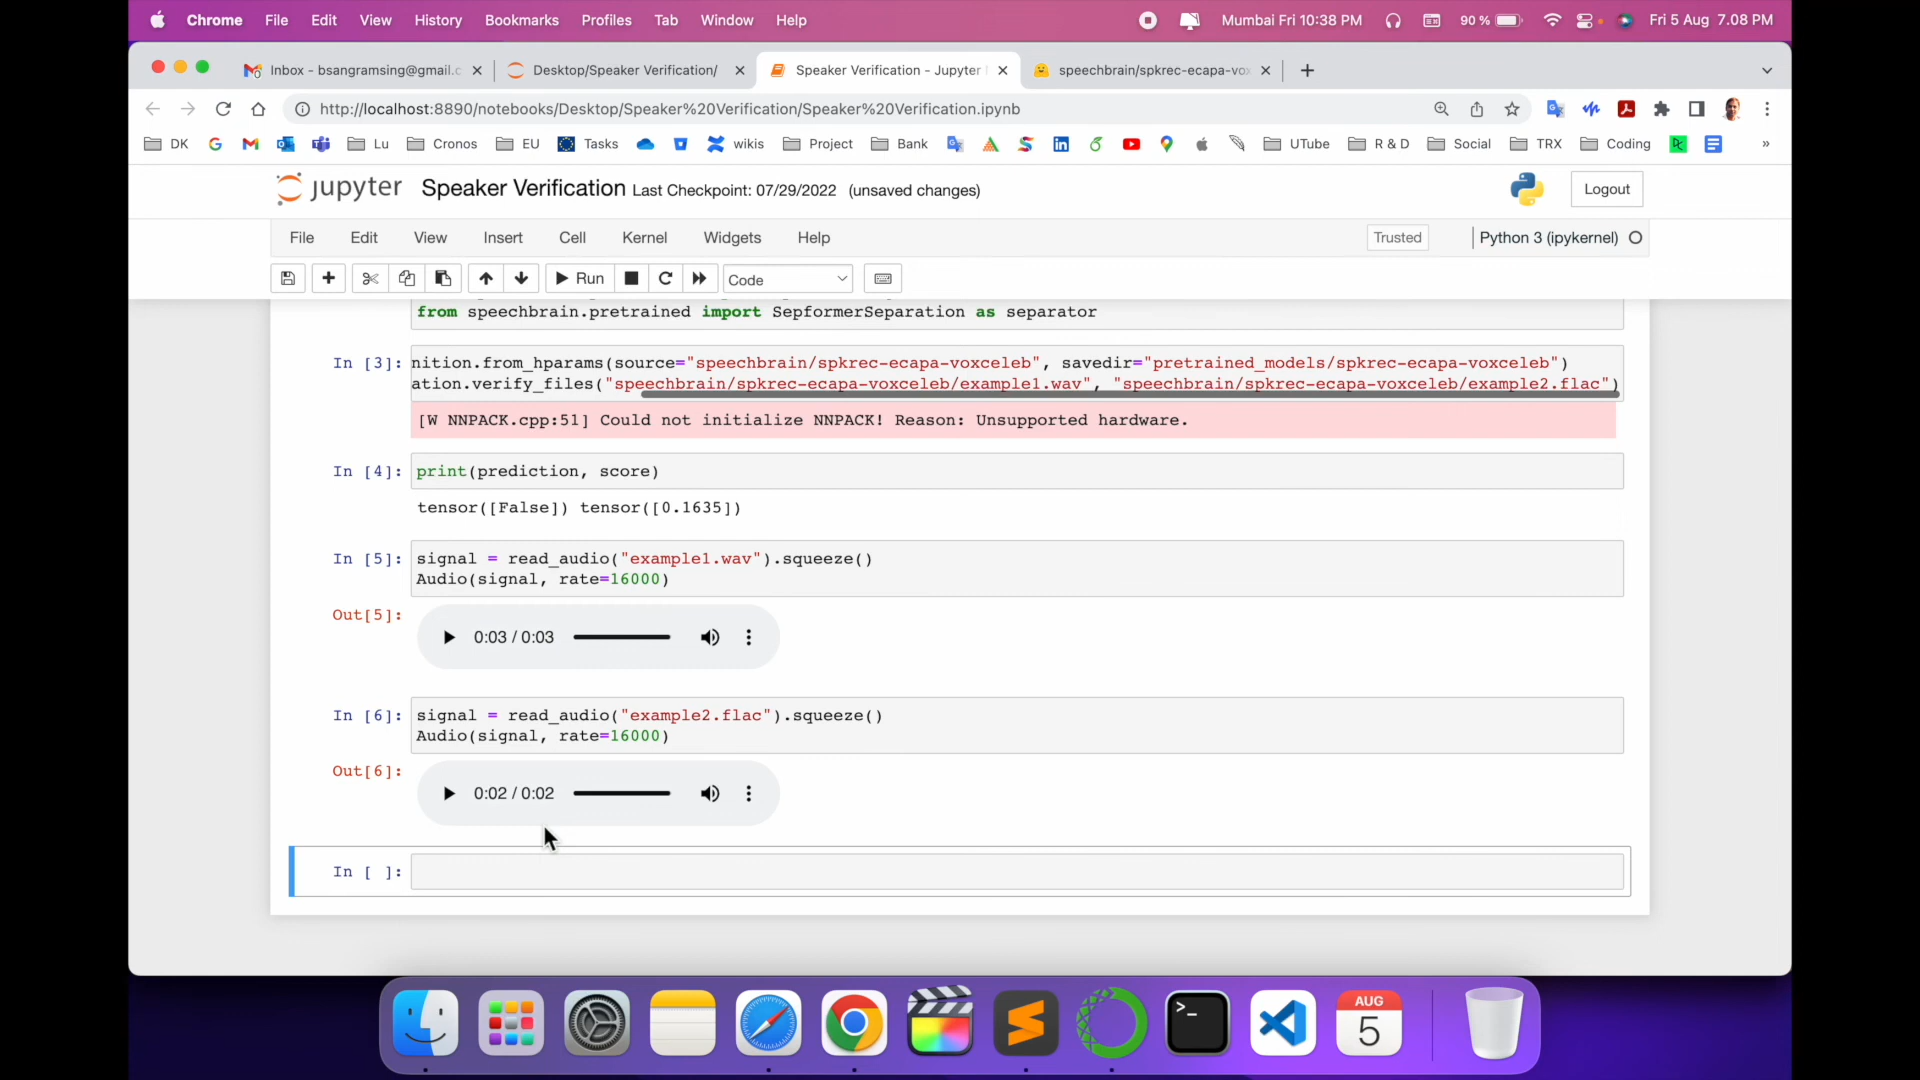 Chrome File Edit View History Bookmarks Profiles Tab Window Help Mumbai Fri 10:38 PM 90 % Fri 5 Aug 7.08 PM
Inbox - bsangramsing@gmail.c Desktop/Speaker Verification/ Speaker Verification - Jupyter speechbrain/spkrec-ecapa-vox
http://localhost:8890/notebooks/Desktop/Speaker%20Verification/Speaker%20Verification.ipynb
DK Lu Cronos EU Tasks wikis Project Bank UTube R & D Social TRX Coding »
jupyter Speaker Verification Last Checkpoint: 07/29/2022 (unsaved changes) Logout
File Edit View Insert Cell Kernel Widgets Help Trusted Python 3 (ipykernel)
Run Code
from speechbrain.pretrained import SepformerSeparation as separator
In [3]: nition.from_hparams(source="speechbrain/spkrec-ecapa-voxceleb", savedir="pretrained_models/spkrec-ecapa-voxceleb")
ation.verify_files("speechbrain/spkrec-ecapa-voxceleb/example1.wav", "speechbrain/spkrec-ecapa-voxceleb/example2.flac")
[W NNPACK.cpp:51] Could not initialize NNPACK! Reason: Unsupported hardware.
In [4]: print(prediction, score)
tensor([False]) tensor([0.1635])
In [5]: signal = read_audio("example1.wav").squeeze()
Audio(signal, rate=16000)
Out[5]:
0:03 / 0:03
In [6]: signal = read_audio("example2.flac").squeeze()
Audio(signal, rate=16000)
Out[6]:
0:02 / 0:02
In [ ]:
AUG
5